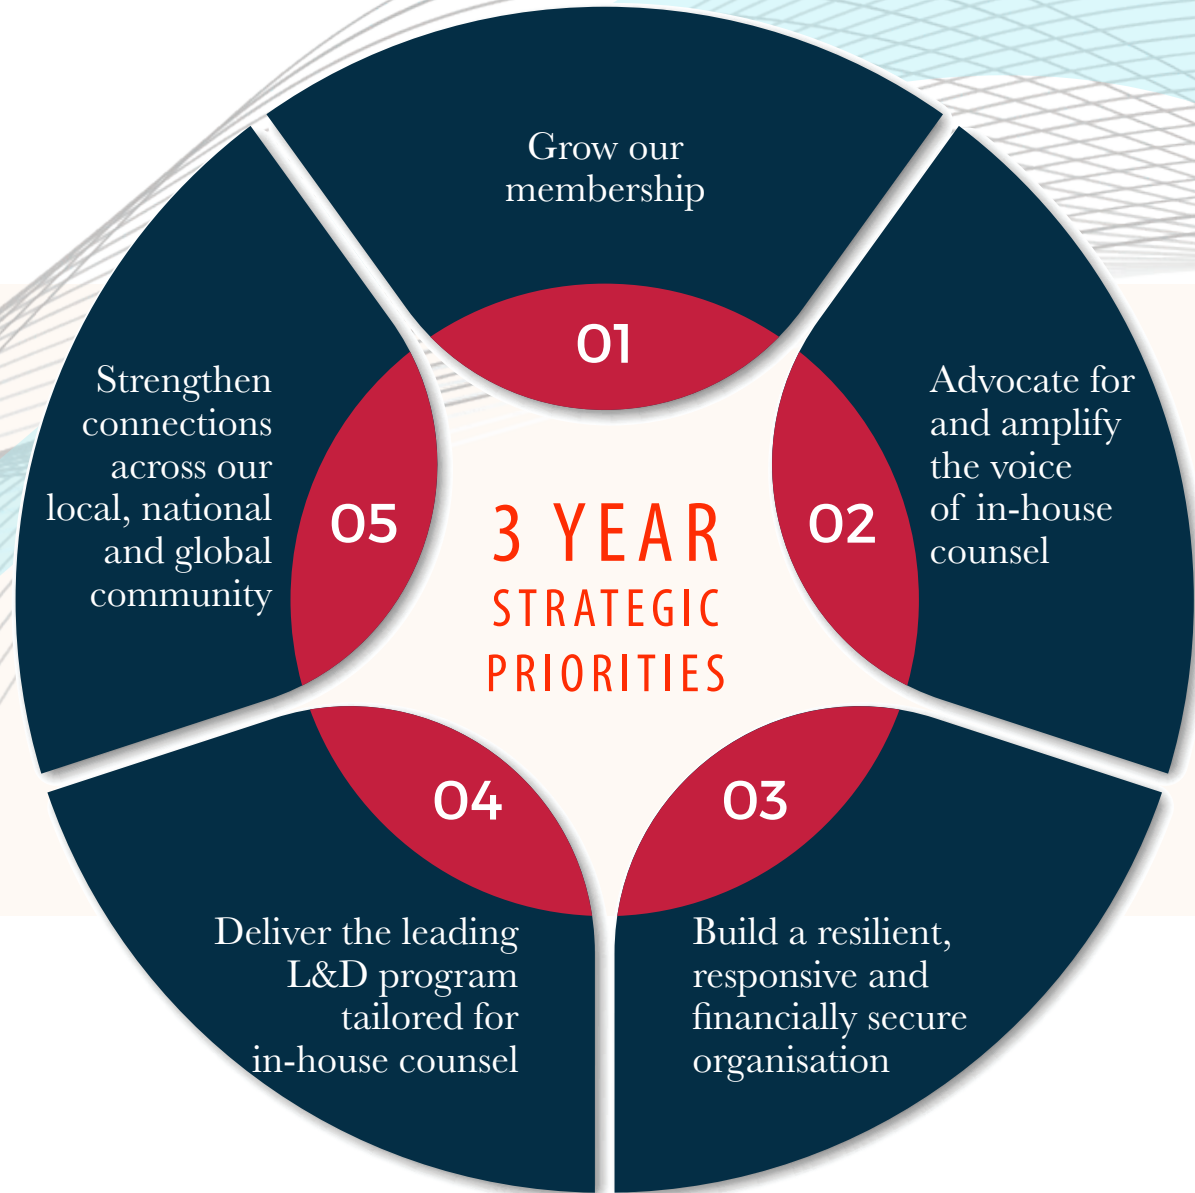 3 YEAR
STRATEGIC
PRIORITIES
01
Grow our
membership
02
Advocate for
and amplify
the voice
of in-house
counsel
03
Build a resilient,
responsive and
financially secure
organisation
04
Deliver the leading
L&D program
tailored for
in-house counsel
05
Strengthen
connections
across our
local, national
and global
community